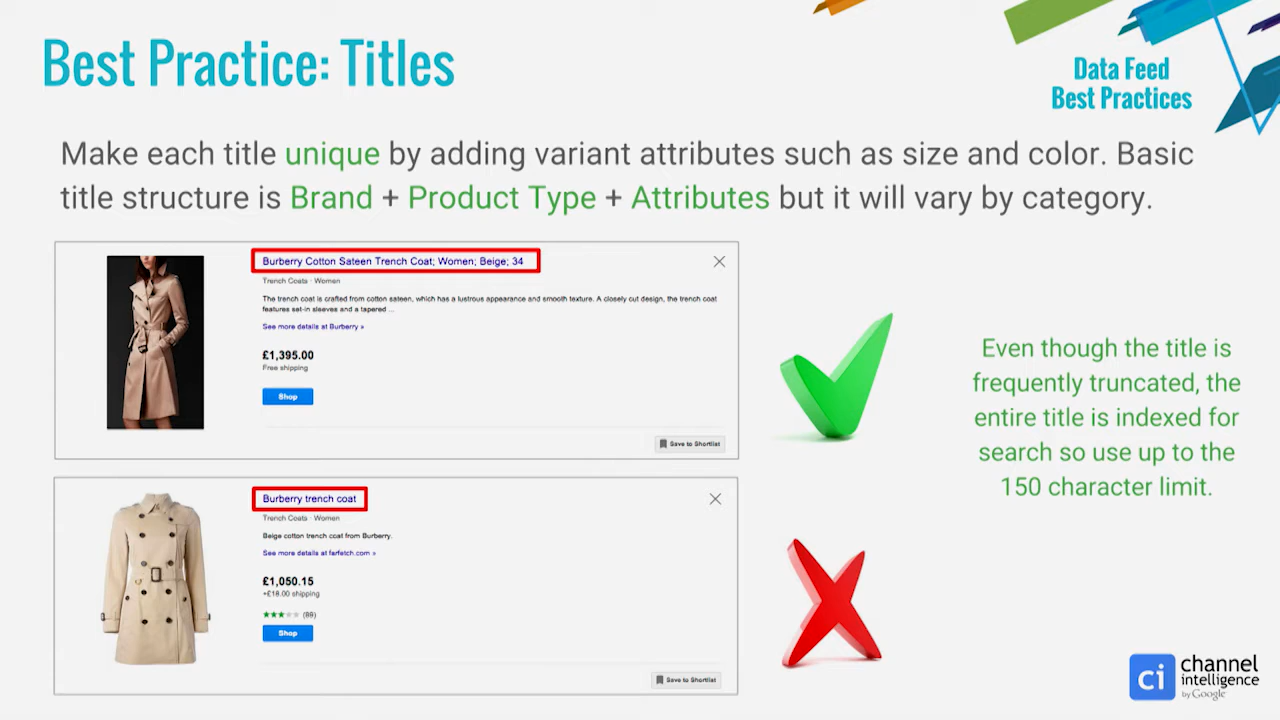 Best Practice: Titles
Data Feed
Best Practices
Make each title unique by adding variant attributes such as size and color. Basic
title structure is Brand + Product Type + Attributes but it will vary by category.
Burberry Cotton Sateen Trench Coat; Women; Beige; 34
Trench Coats · Women
The trench coat is crafted from cotton sateen, which has a lustrous appearance and smooth texture. A closely cut design, the trench coat
features set-in sleeves and a tapered ...
See more details at Burberry »
£1,395.00
Free shipping
Shop
Save to Shortlist
Even though the title is
frequently truncated, the
entire title is indexed for
search so use up to the
150 character limit.
Burberry trench coat
Trench Coats · Women
Beige cotton trench coat from Burberry.
See more details at farfetch.com »
£1,050.15
+£18.00 shipping
(89)
Shop
Save to Shortlist
ci channel
intelligence
by Google